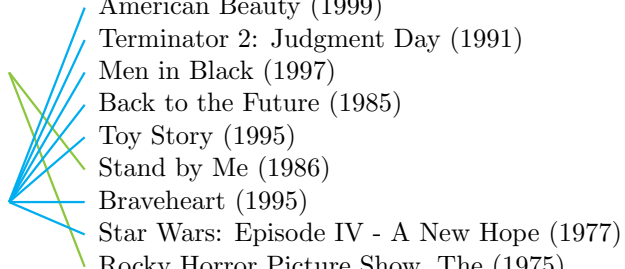 American Beauty (1999)
Terminator 2: Judgment Day (1991)
Men in Black (1997)
Back to the Future (1985)
Toy Story (1995)
Stand by Me (1986)
Braveheart (1995)
Star Wars: Episode IV - A New Hope (1977)
Rocky Horror Picture Show, The (1975)